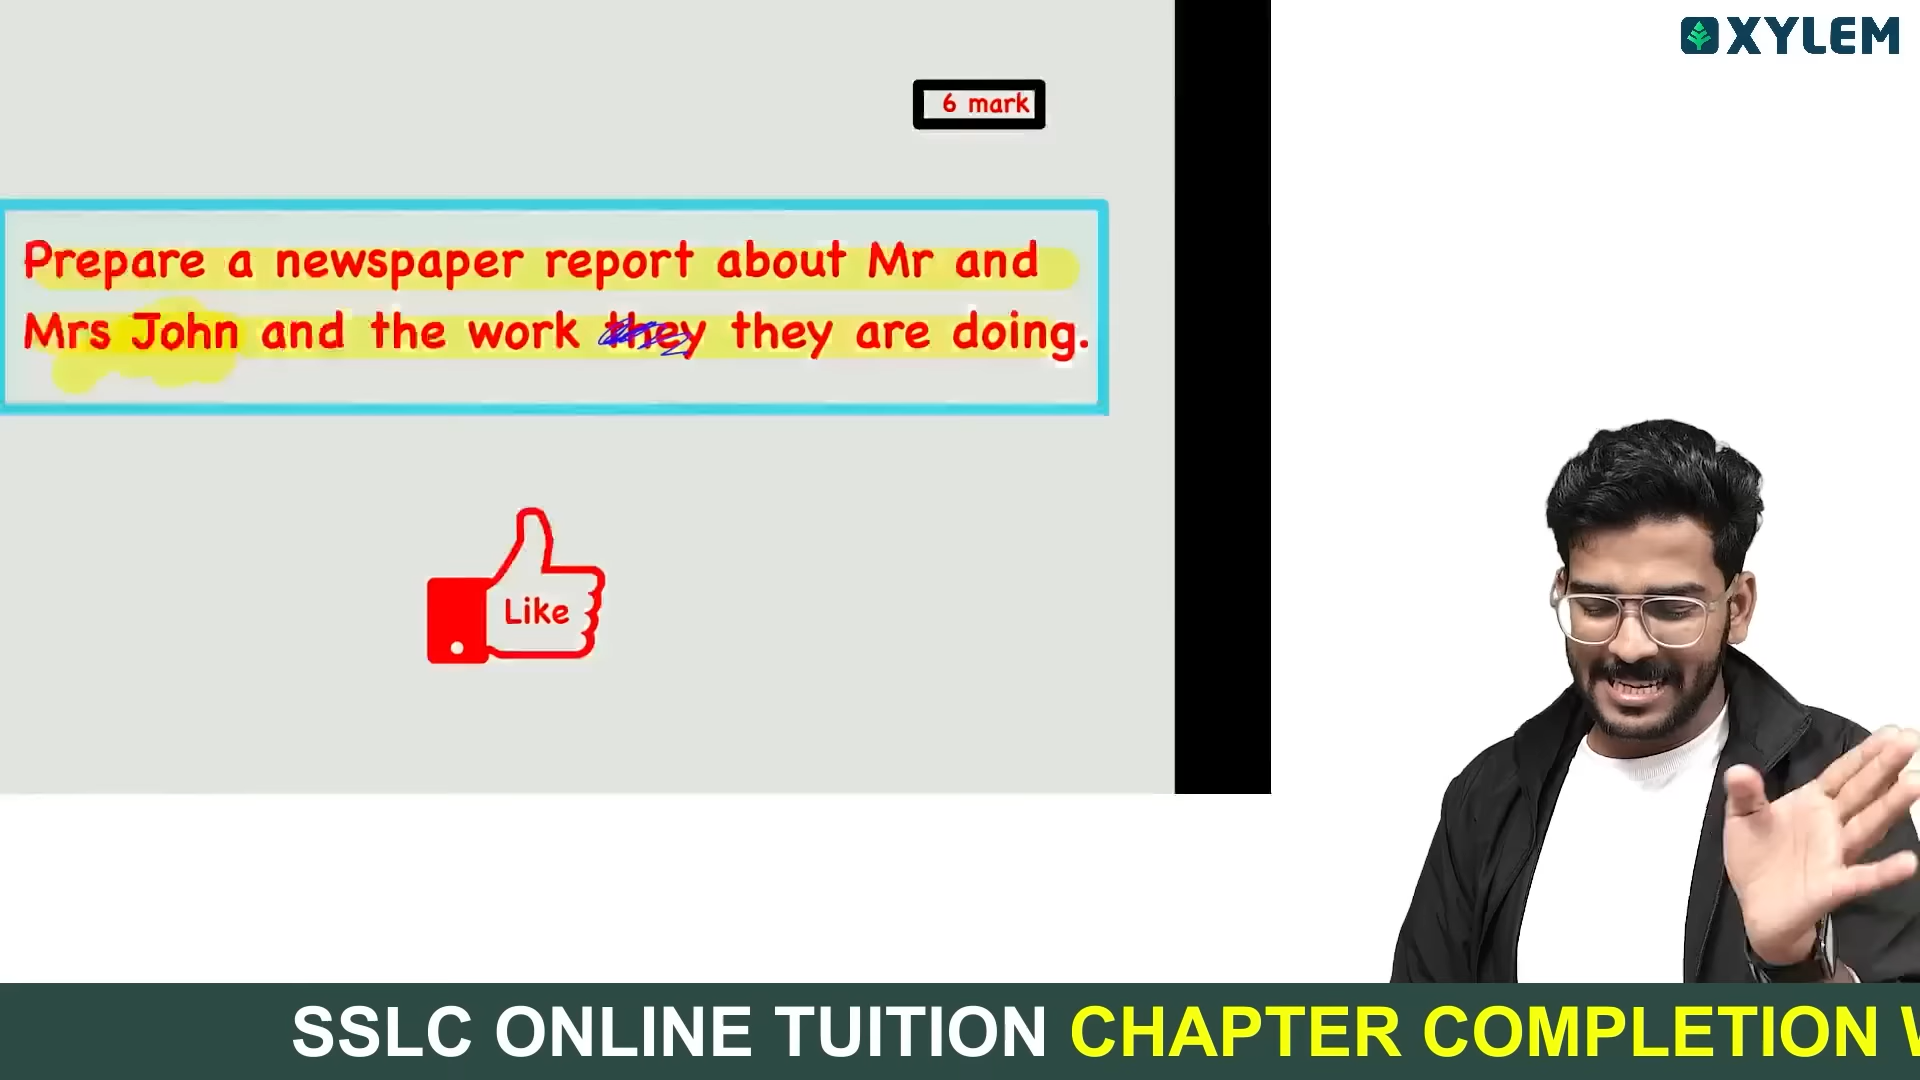 XYLEM
6 mark
Prepare a newspaper report about Mr and
Mrs John and the work they they are doing.
Like
SSLC ONLINE TUITION CHAPTER COMPLETION